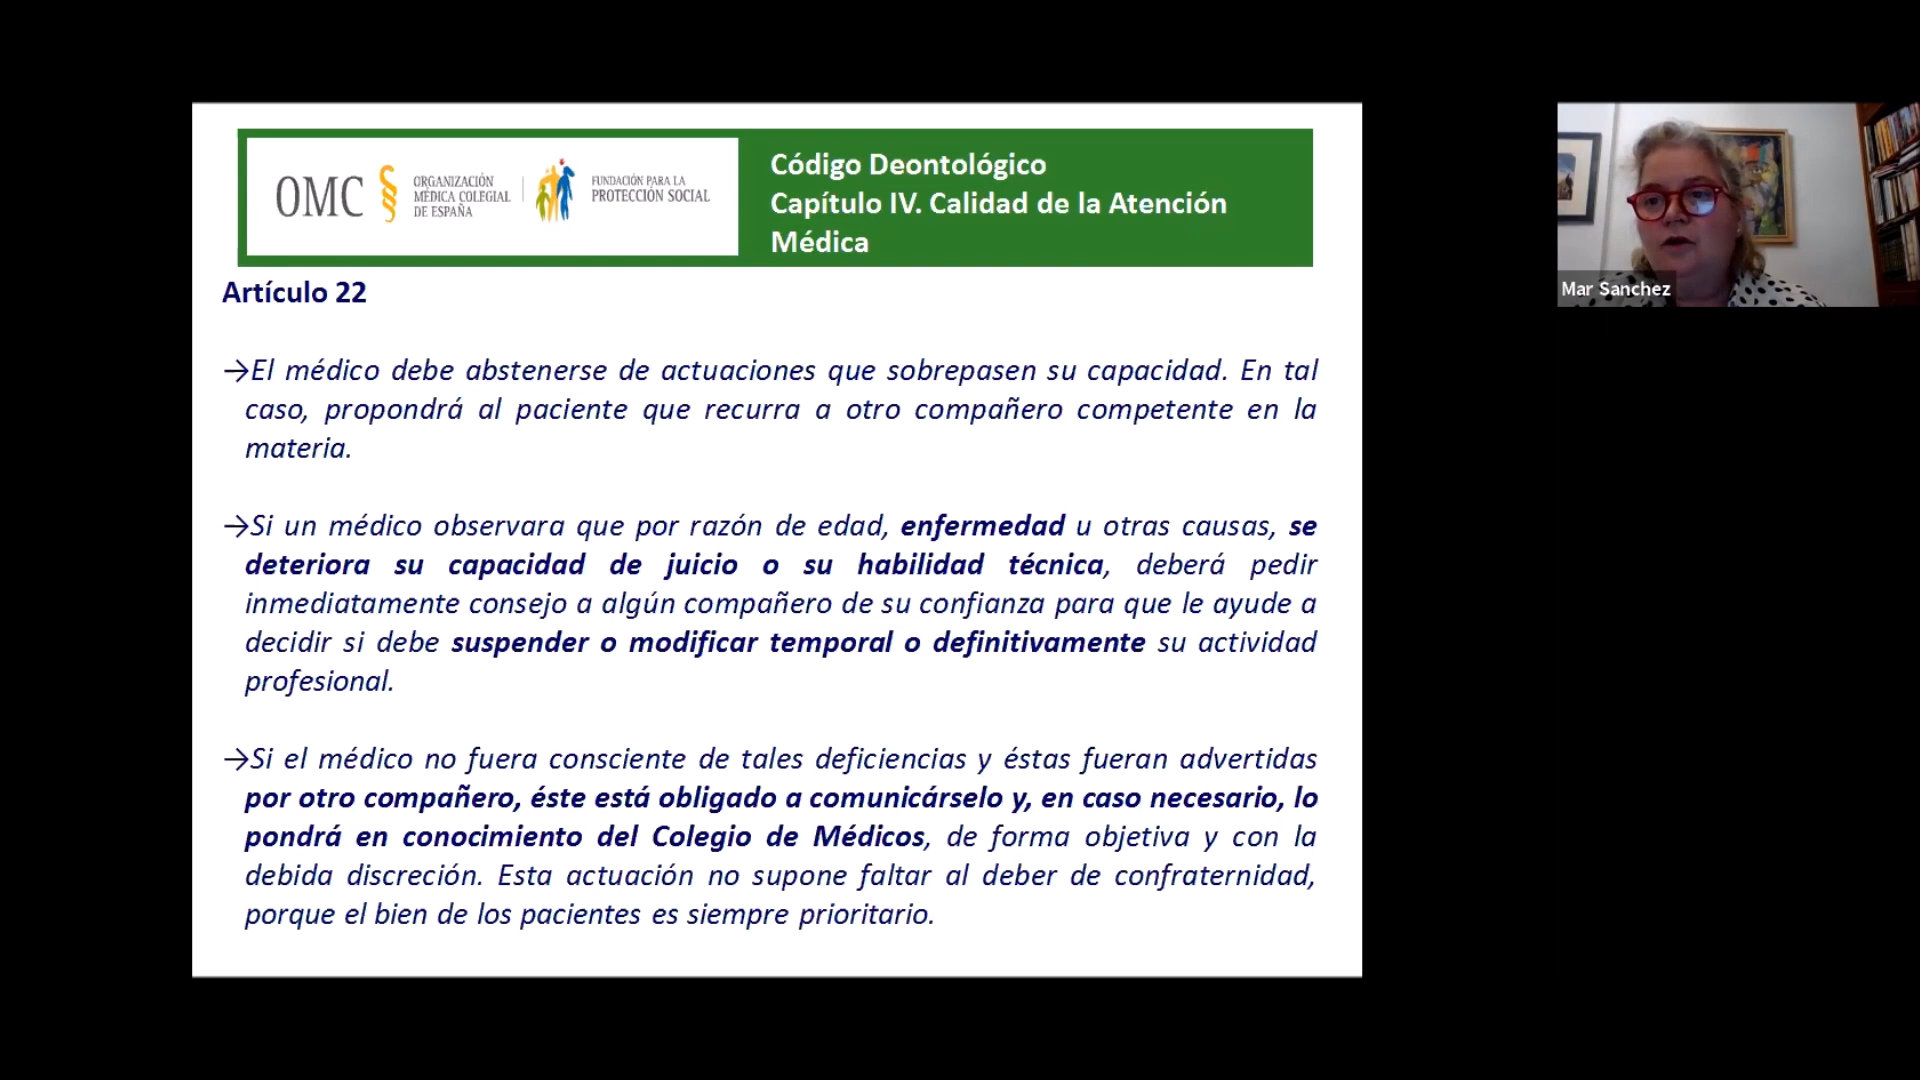 OMC
ORGANIZACIÓN
MÉDICA COLEGIAL
DE ESPAÑA
FUNDACIÓN PARA LA
PROTECCIÓN SOCIAL
Código Deontológico
Capítulo IV. Calidad de la Atención
Médica
Artículo 22
→El médico debe abstenerse de actuaciones que sobrepasen su capacidad. En tal
caso, propondrá al paciente que recurra a otro compañero competente en la
materia.
→Si un médico observara que por razón de edad, enfermedad u otras causas, se
deteriora su capacidad de juicio o su habilidad técnica, deberá pedir
inmediatamente consejo a algún compañero de su confianza para que le ayude a
decidir si debe suspender o modificar temporal o definitivamente su actividad
profesional.
→Si el médico no fuera consciente de tales deficiencias y éstas fueran advertidas
por otro compañero, éste está obligado a comunicárselo y, en caso necesario, lo
pondrá en conocimiento del Colegio de Médicos, de forma objetiva y con la
debida discreción. Esta actuación no supone faltar al deber de confraternidad,
porque el bien de los pacientes es siempre prioritario.
Mar Sanchez